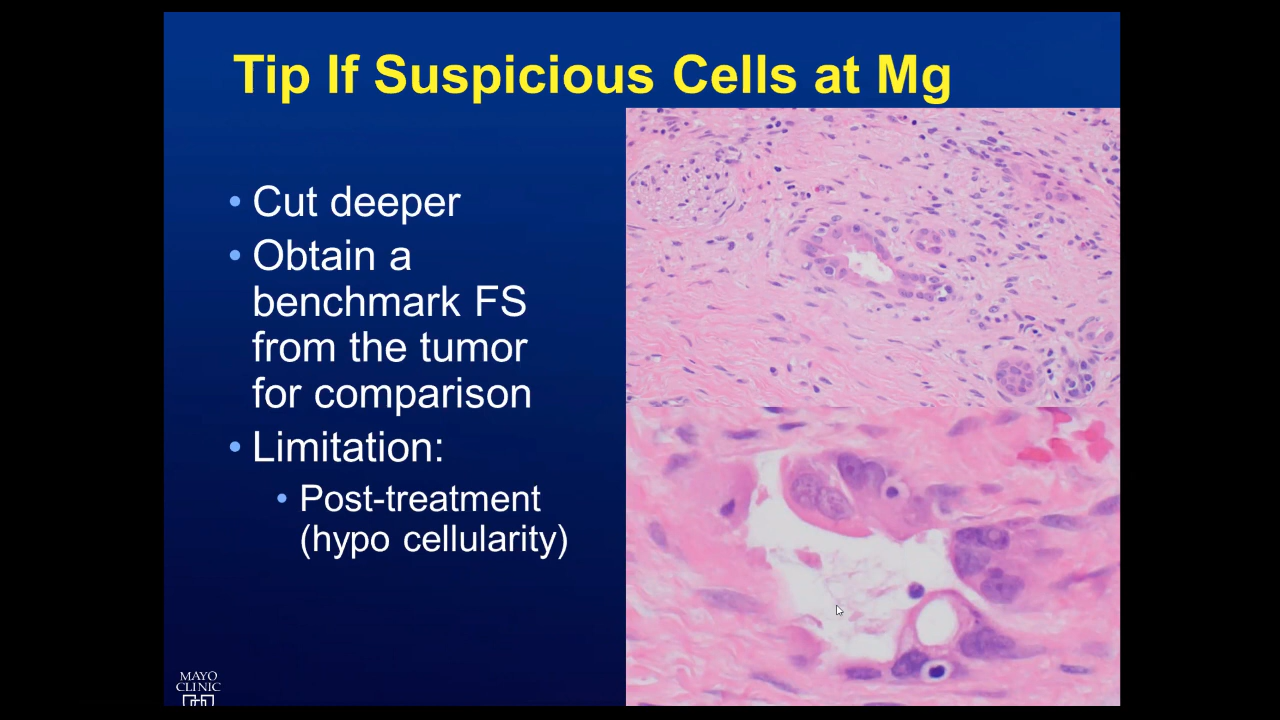 Tip If Suspicious Cells at Mg
• Cut deeper
• Obtain a
benchmark FS
from the tumor
for comparison
• Limitation:
• Post-treatment
(hypo cellularity)
MAYO
CLINIC